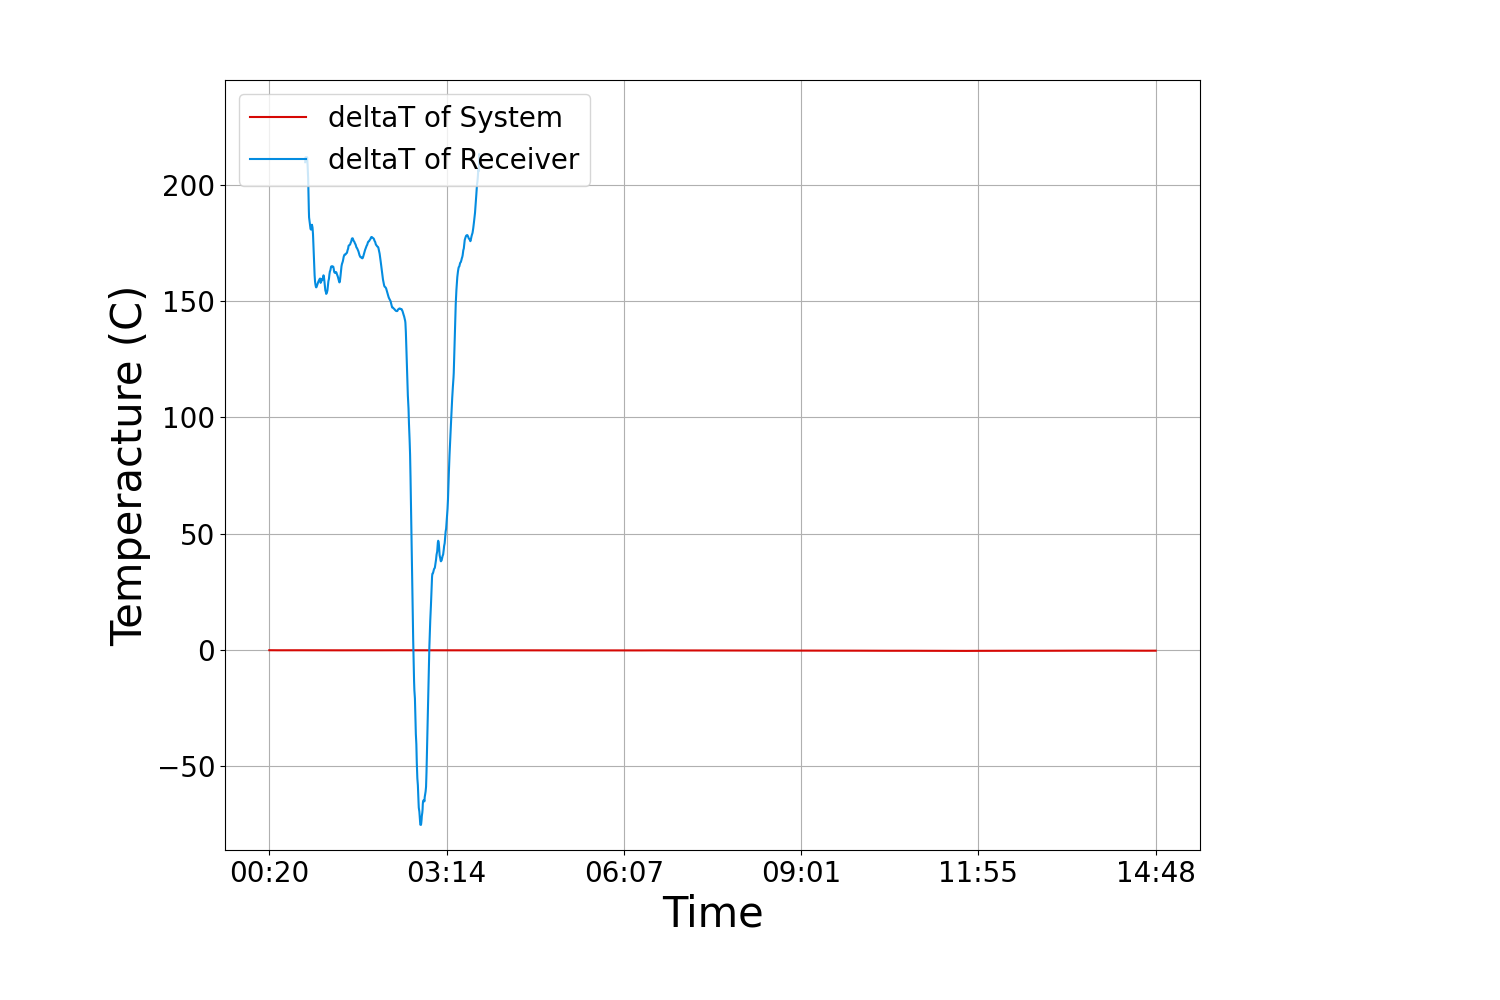 deltaT of System
deltaT of Receiver
200
150
100
50
0
−50
Temperacture (C)
00:20 03:14 06:07 09:01 11:55 14:48
Time